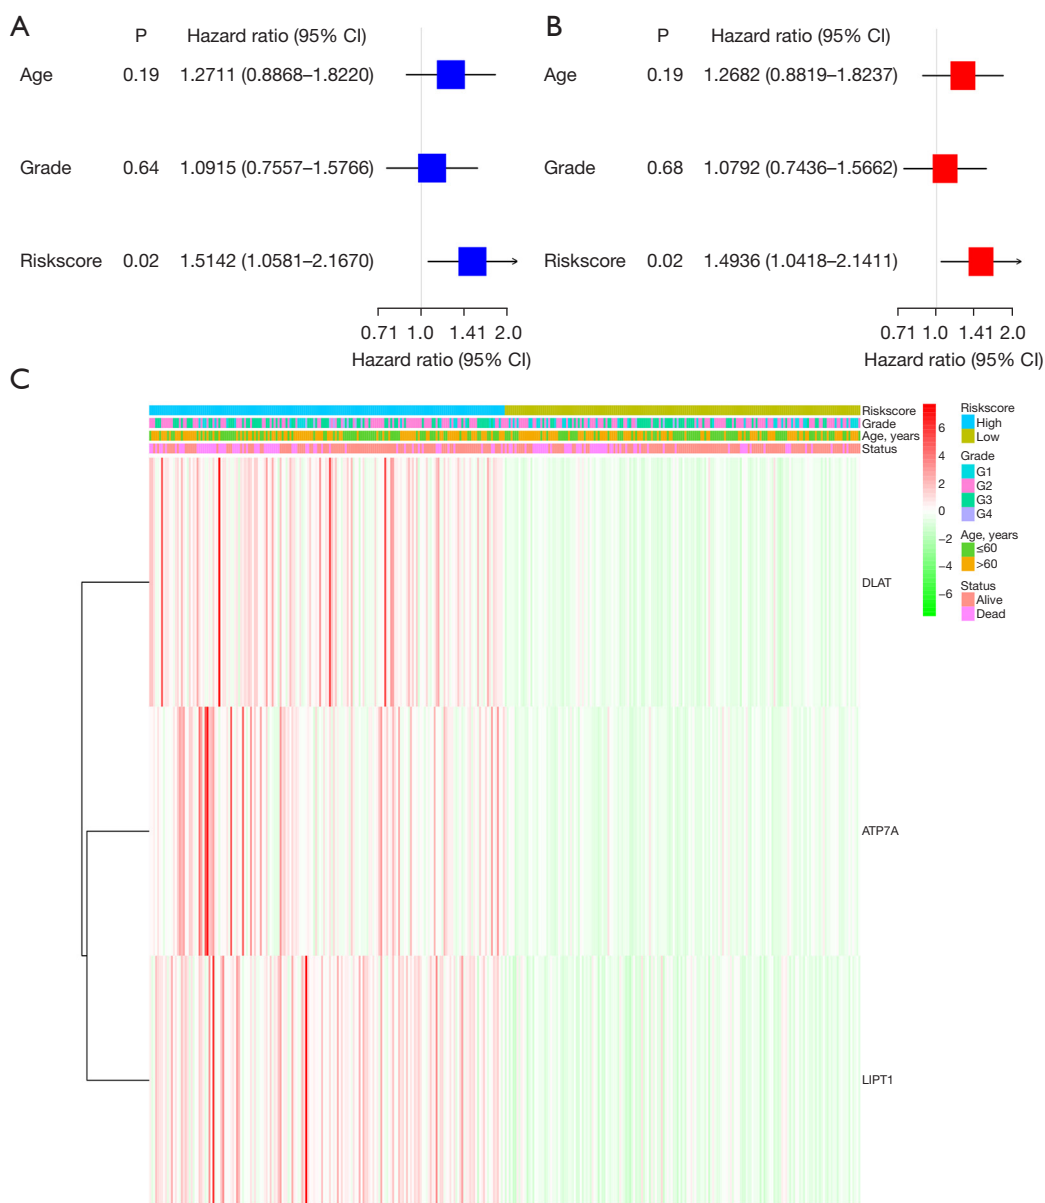 A
P Hazard ratio (95% CI)
Age 0.19 1.2711 (0.8868–1.8220)
Grade 0.64 1.0915 (0.7557–1.5766)
Riskscore 0.02 1.5142 (1.0581–2.1670)
0.71 1.0 1.41 2.0
Hazard ratio (95% CI)
B
P Hazard ratio (95% CI)
Age 0.19 1.2682 (0.8819–1.8237)
Grade 0.68 1.0792 (0.7436–1.5662)
Riskscore 0.02 1.4936 (1.0418–2.1411)
0.71 1.0 1.41 2.0
Hazard ratio (95% CI)
C
Riskscore
Grade
Age, years
Status
DLAT
ATP7A
LIPT1
6
4
2
0
−2
−4
−6
Riskscore
High
Low
Grade
G1
G2
G3
G4
Age, years
≤60
>60
Status
Alive
Dead